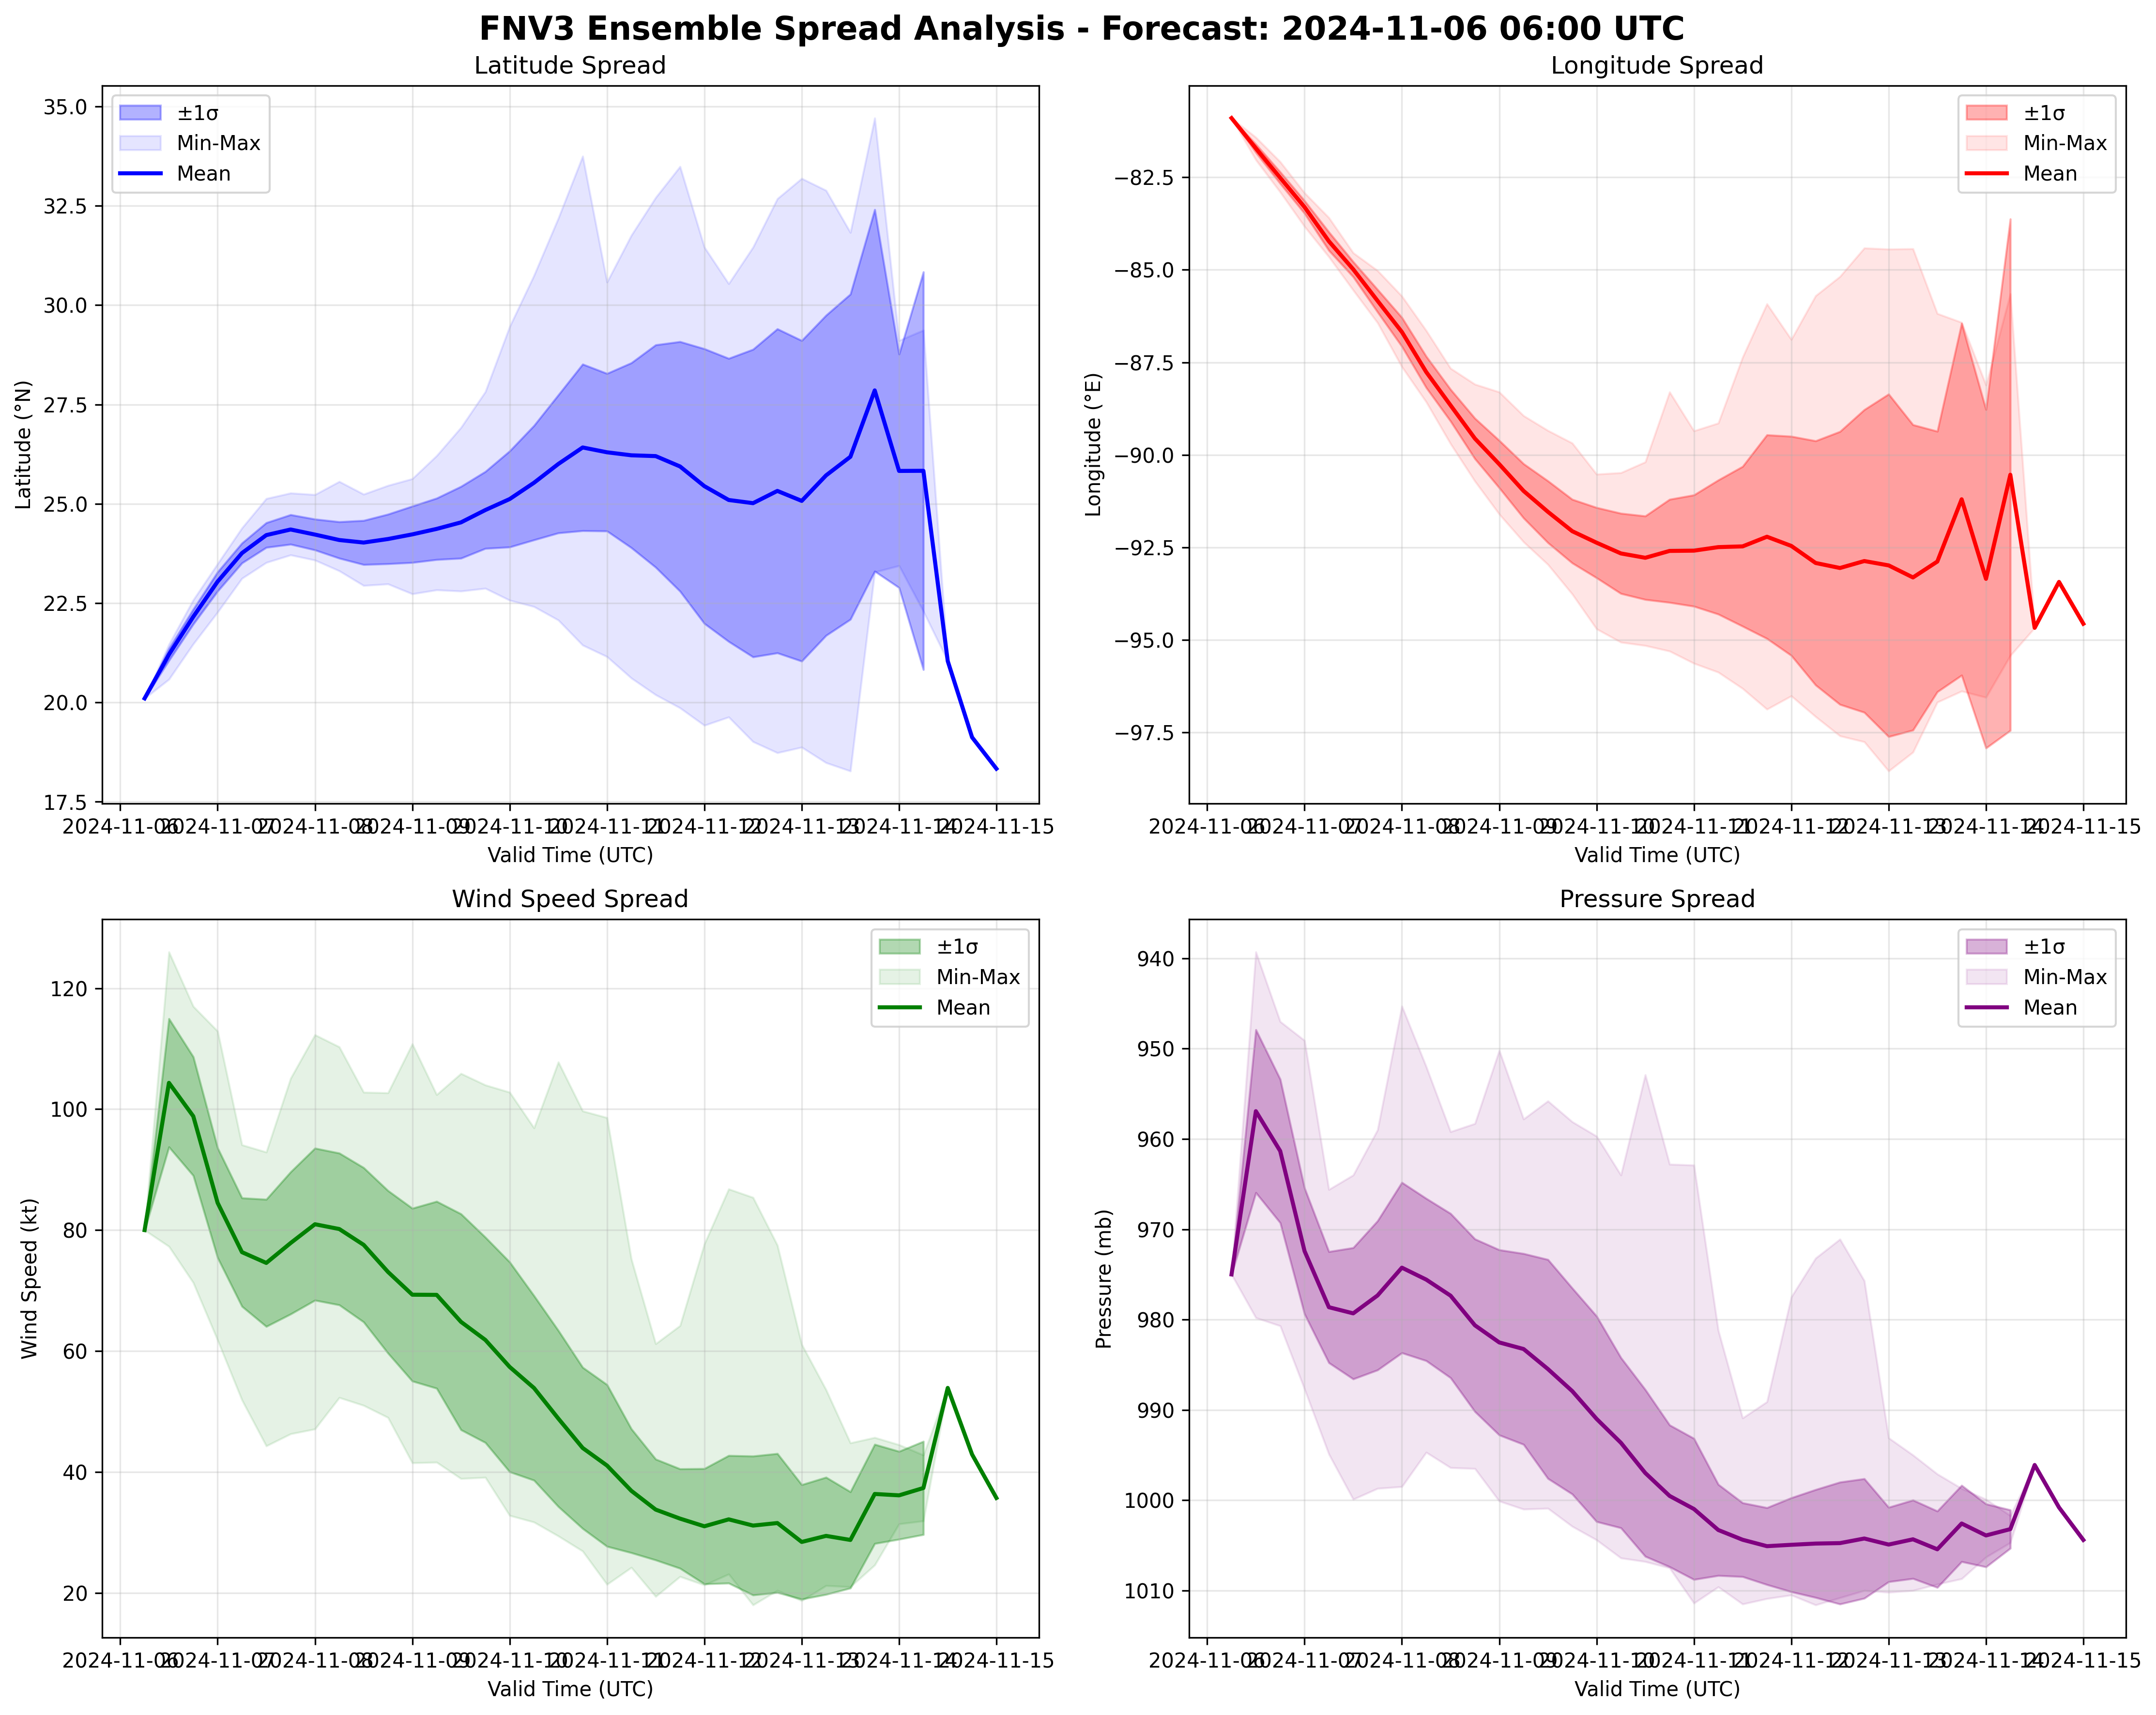 FNV3 Ensemble Spread Analysis - Forecast: 2024-11-06 06:00 UTC
Latitude Spread
±1σ
Min-Max
Mean
Latitude (°N)
35.0
32.5
30.0
27.5
25.0
22.5
20.0
17.5
2024-11-06 2024-11-07 2024-11-08 2024-11-09 2024-11-10 2024-11-11 2024-11-12 2024-11-13 2024-11-14 2024-11-15
Valid Time (UTC)
Longitude Spread
±1σ
Min-Max
Mean
Longitude (°E)
−82.5
−85.0
−87.5
−90.0
−92.5
−95.0
−97.5
2024-11-06 2024-11-07 2024-11-08 2024-11-09 2024-11-10 2024-11-11 2024-11-12 2024-11-13 2024-11-14 2024-11-15
Valid Time (UTC)
Wind Speed Spread
±1σ
Min-Max
Mean
Wind Speed (kt)
120
100
80
60
40
20
2024-11-06 2024-11-07 2024-11-08 2024-11-09 2024-11-10 2024-11-11 2024-11-12 2024-11-13 2024-11-14 2024-11-15
Valid Time (UTC)
Pressure Spread
±1σ
Min-Max
Mean
Pressure (mb)
940
950
960
970
980
990
1000
1010
2024-11-06 2024-11-07 2024-11-08 2024-11-09 2024-11-10 2024-11-11 2024-11-12 2024-11-13 2024-11-14 2024-11-15
Valid Time (UTC)